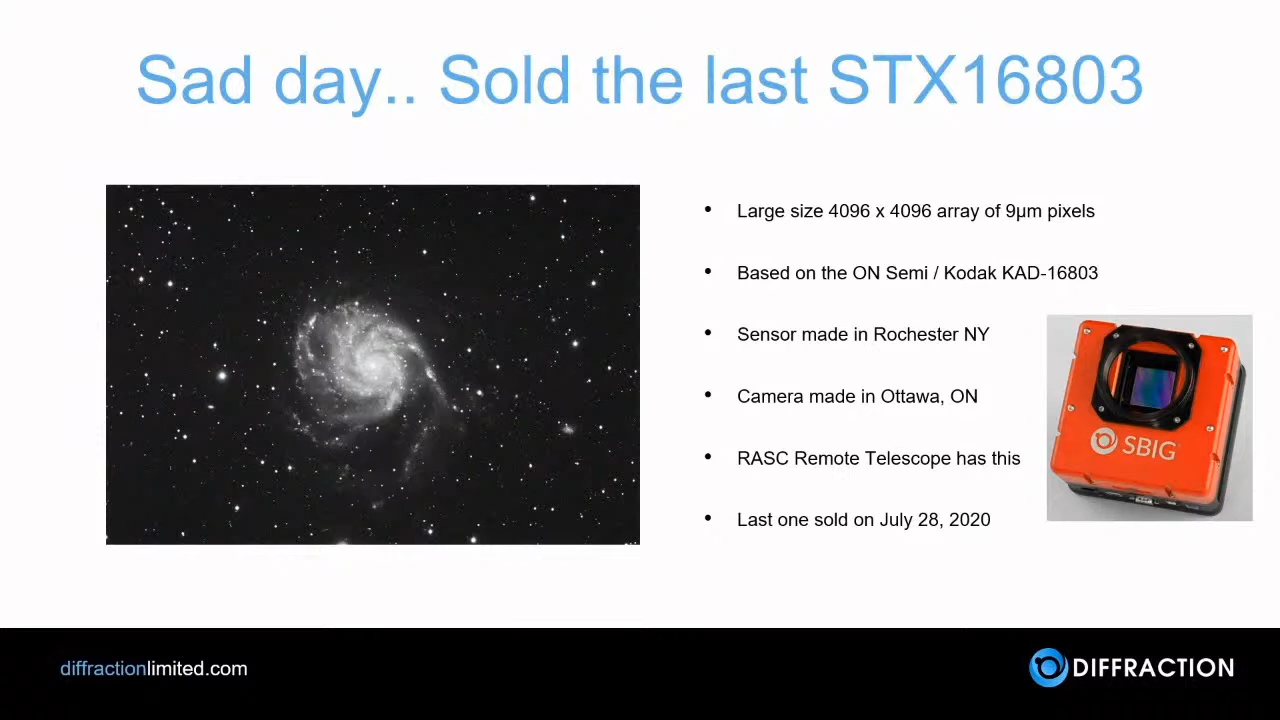 Sad day.. Sold the last STX16803
• Large size 4096 x 4096 array of 9µm pixels
• Based on the ON Semi / Kodak KAD-16803
• Sensor made in Rochester NY
• Camera made in Ottawa, ON
• RASC Remote Telescope has this
• Last one sold on July 28, 2020
SBIG
diffractionlimited.com
DIFFRACTION